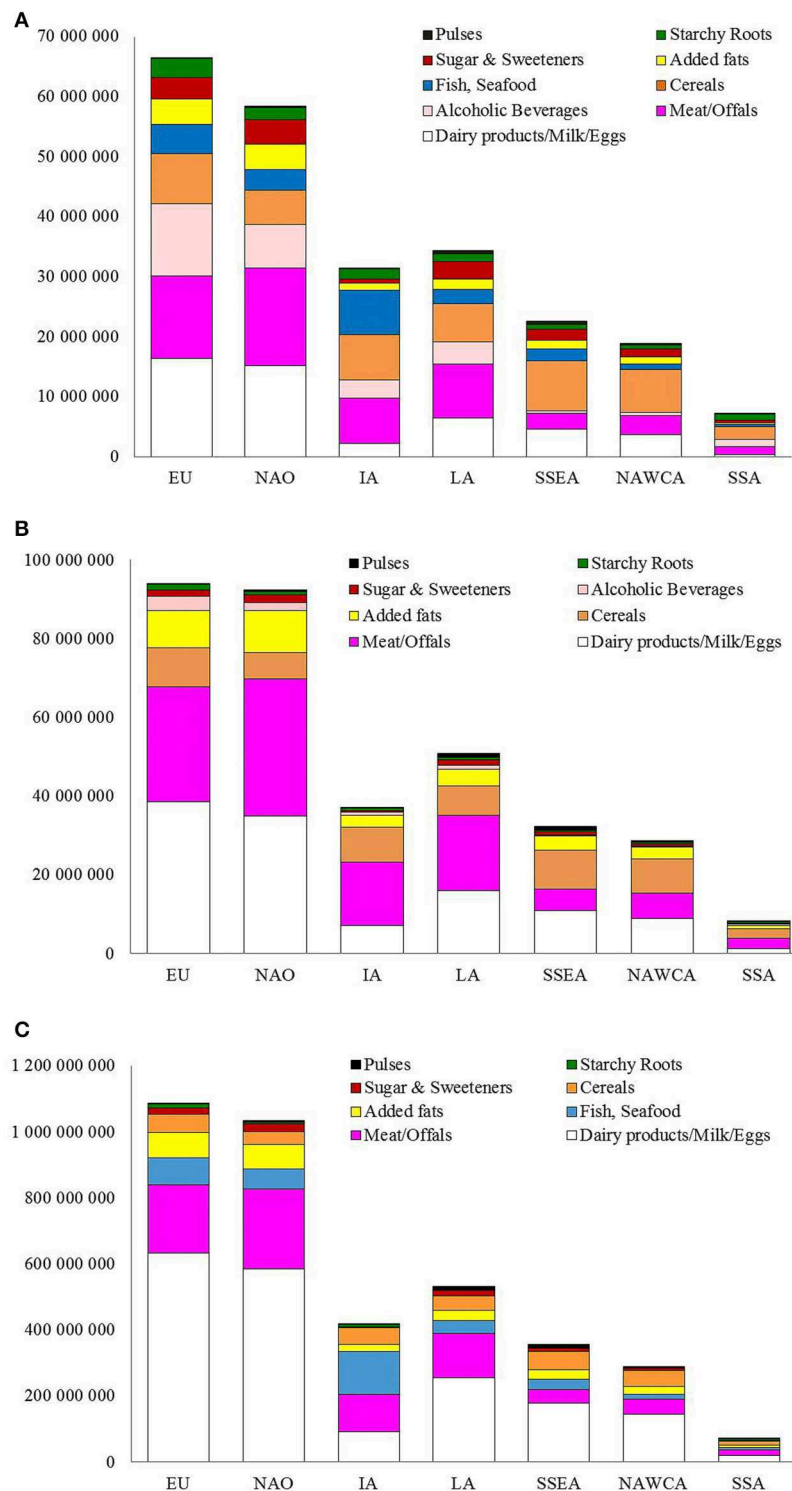 A
70 000 000
60 000 000
50 000 000
40 000 000
30 000 000
20 000 000
10 000 000
0
Pulses Starchy Roots
Sugar & Sweeteners Added fats
Fish, Seafood Cereals
Alcoholic Beverages Meat/Offals
Dairy products/Milk/Eggs
EU NAO IA LA SSEA NAWCA SSA
B
100 000 000
80 000 000
60 000 000
40 000 000
20 000 000
0
Pulses Starchy Roots
Sugar & Sweeteners Alcoholic Beverages
Added fats Cereals
Meat/Offals Dairy products/Milk/Eggs
EU NAO IA LA SSEA NAWCA SSA
C
1 200 000 000
1 000 000 000
800 000 000
600 000 000
400 000 000
200 000 000
0
Pulses Starchy Roots
Sugar & Sweeteners Cereals
Added fats Fish, Seafood
Meat/Offals Dairy products/Milk/Eggs
EU NAO IA LA SSEA NAWCA SSA